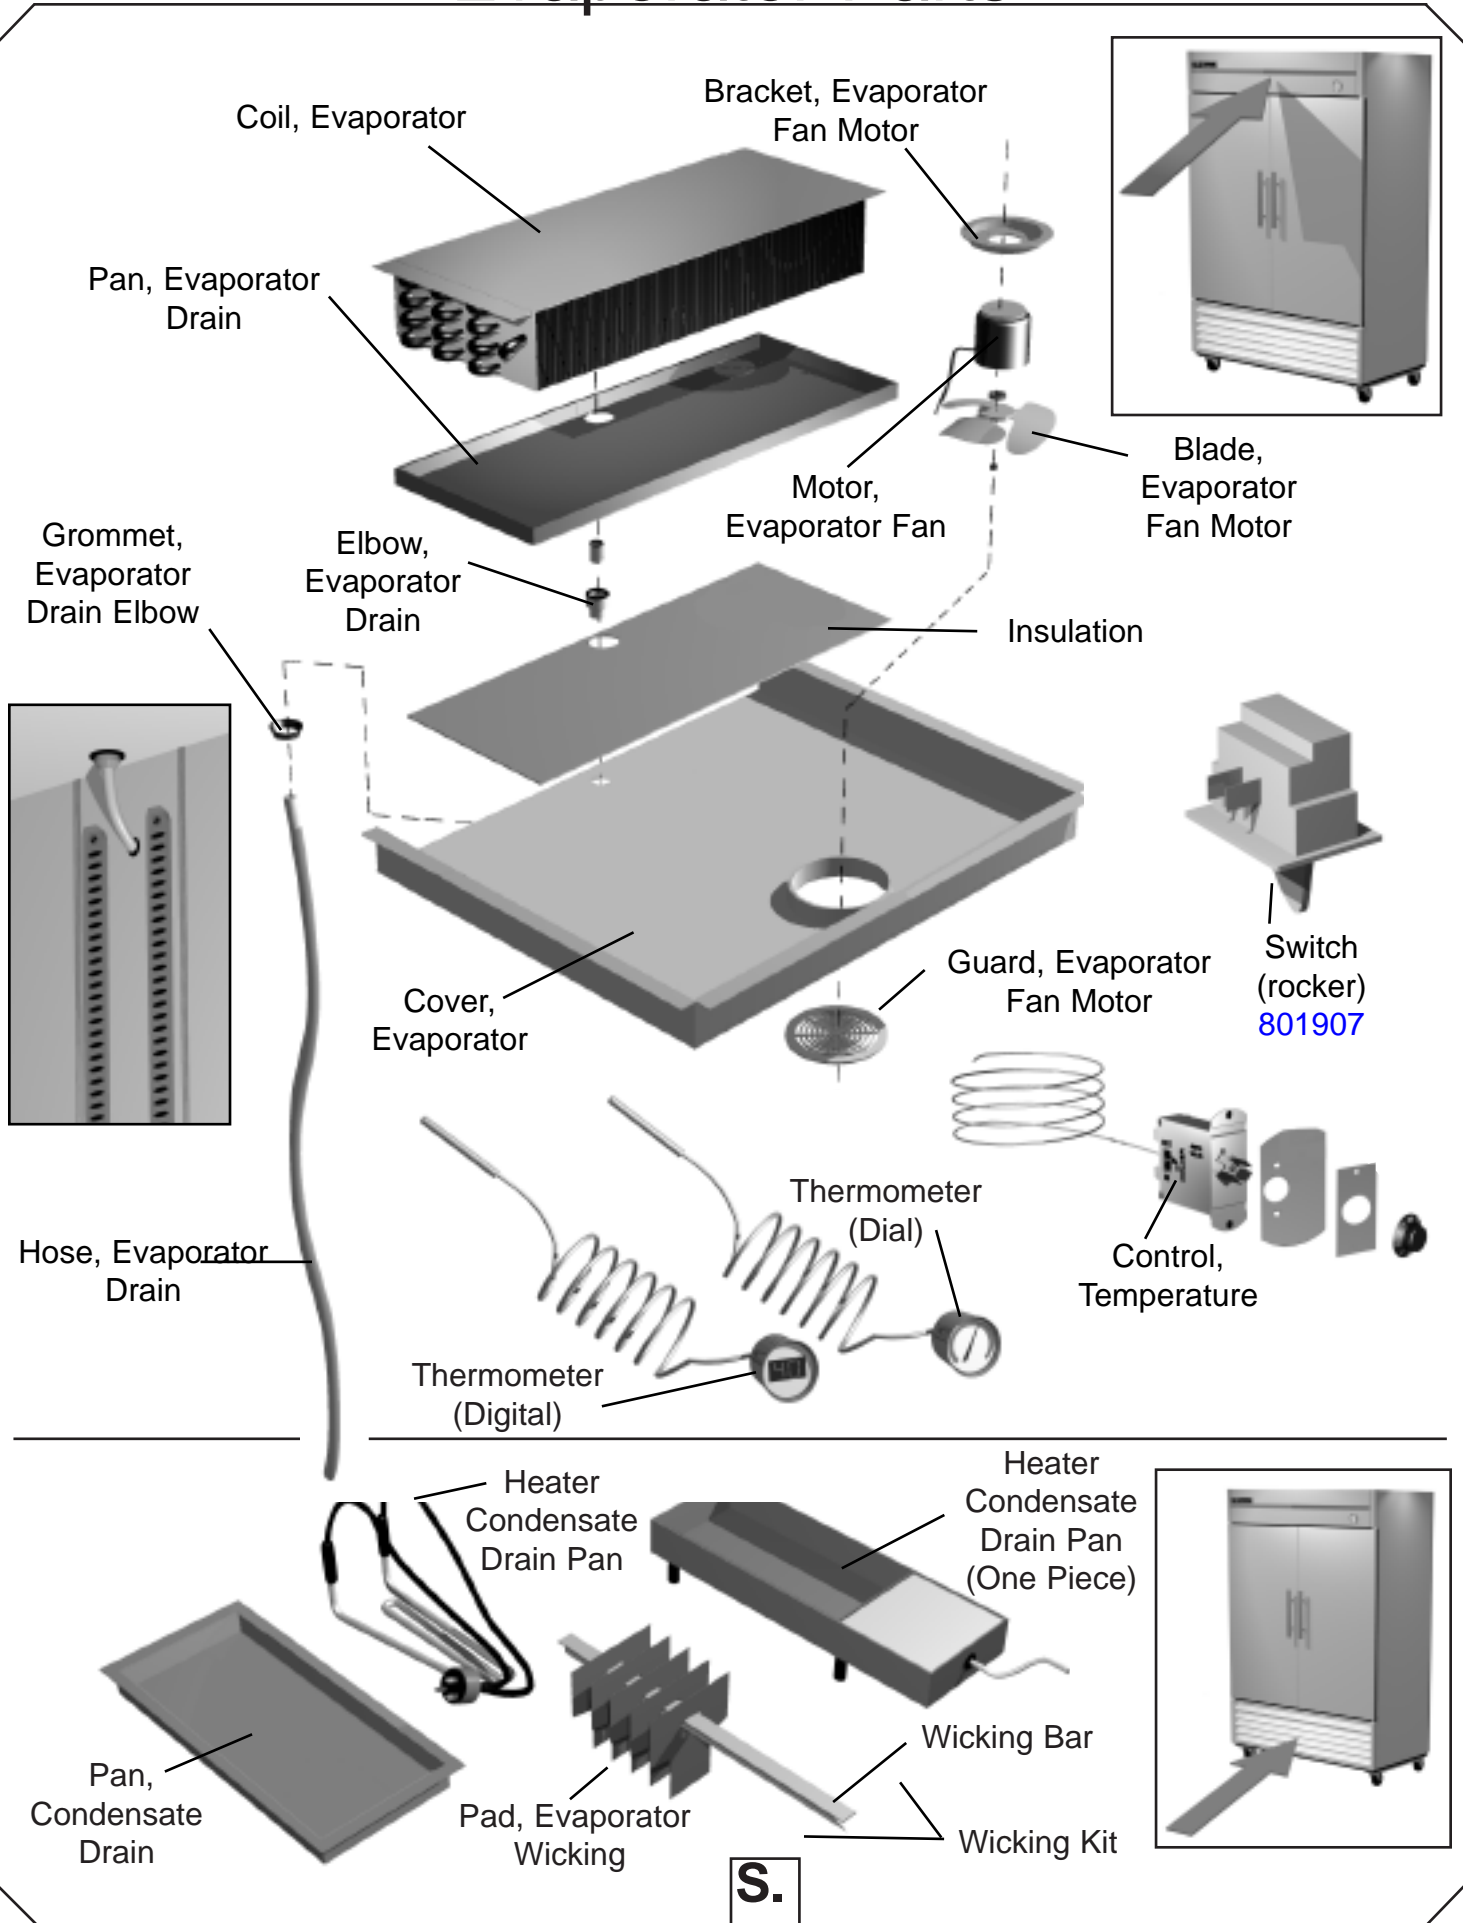 Coil, Evaporator
Bracket, Evaporator
Fan Motor
Pan, Evaporator
Drain
Motor,
Evaporator Fan
Blade,
Evaporator
Fan Motor
Grommet,
Evaporator
Drain Elbow
Elbow,
Evaporator
Drain
Insulation
Switch
(rocker)
801907
Guard, Evaporator
Fan Motor
Cover,
Evaporator
Thermometer
(Dial)
Control,
Temperature
Hose, Evaporator
Drain
Thermometer
(Digital)
Heater
Condensate
Drain Pan
Heater
Condensate
Drain Pan
(One Piece)
Wicking Bar
Pan,
Condensate
Drain
Pad, Evaporator
Wicking
Wicking Kit
S.